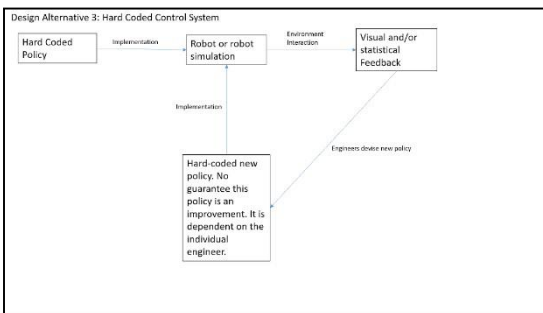 Design Alternative 3: Hard Coded Control System
Hard Coded
Policy
Implementation
Robot or robot
simulation
Environment
Interaction
Visual and/or
statistical
Feedback
Implementation
Engineers devise new policy
Hard-coded new
policy. No
guarantee this
policy is an
improvement. It is
dependent on the
individual
engineer.